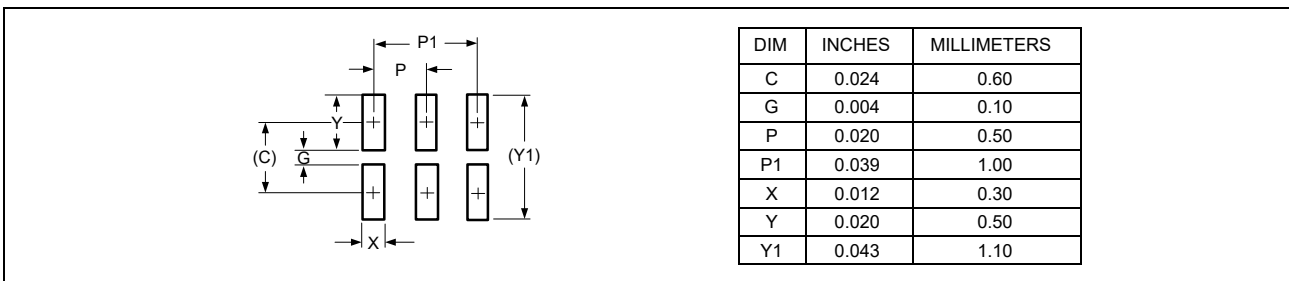 P1
P
Y
(C)
G
(Y1)
X
DIM INCHES MILLIMETERS
C 0.024 0.60
G 0.004 0.10
P 0.020 0.50
P1 0.039 1.00
X 0.012 0.30
Y 0.020 0.50
Y1 0.043 1.10